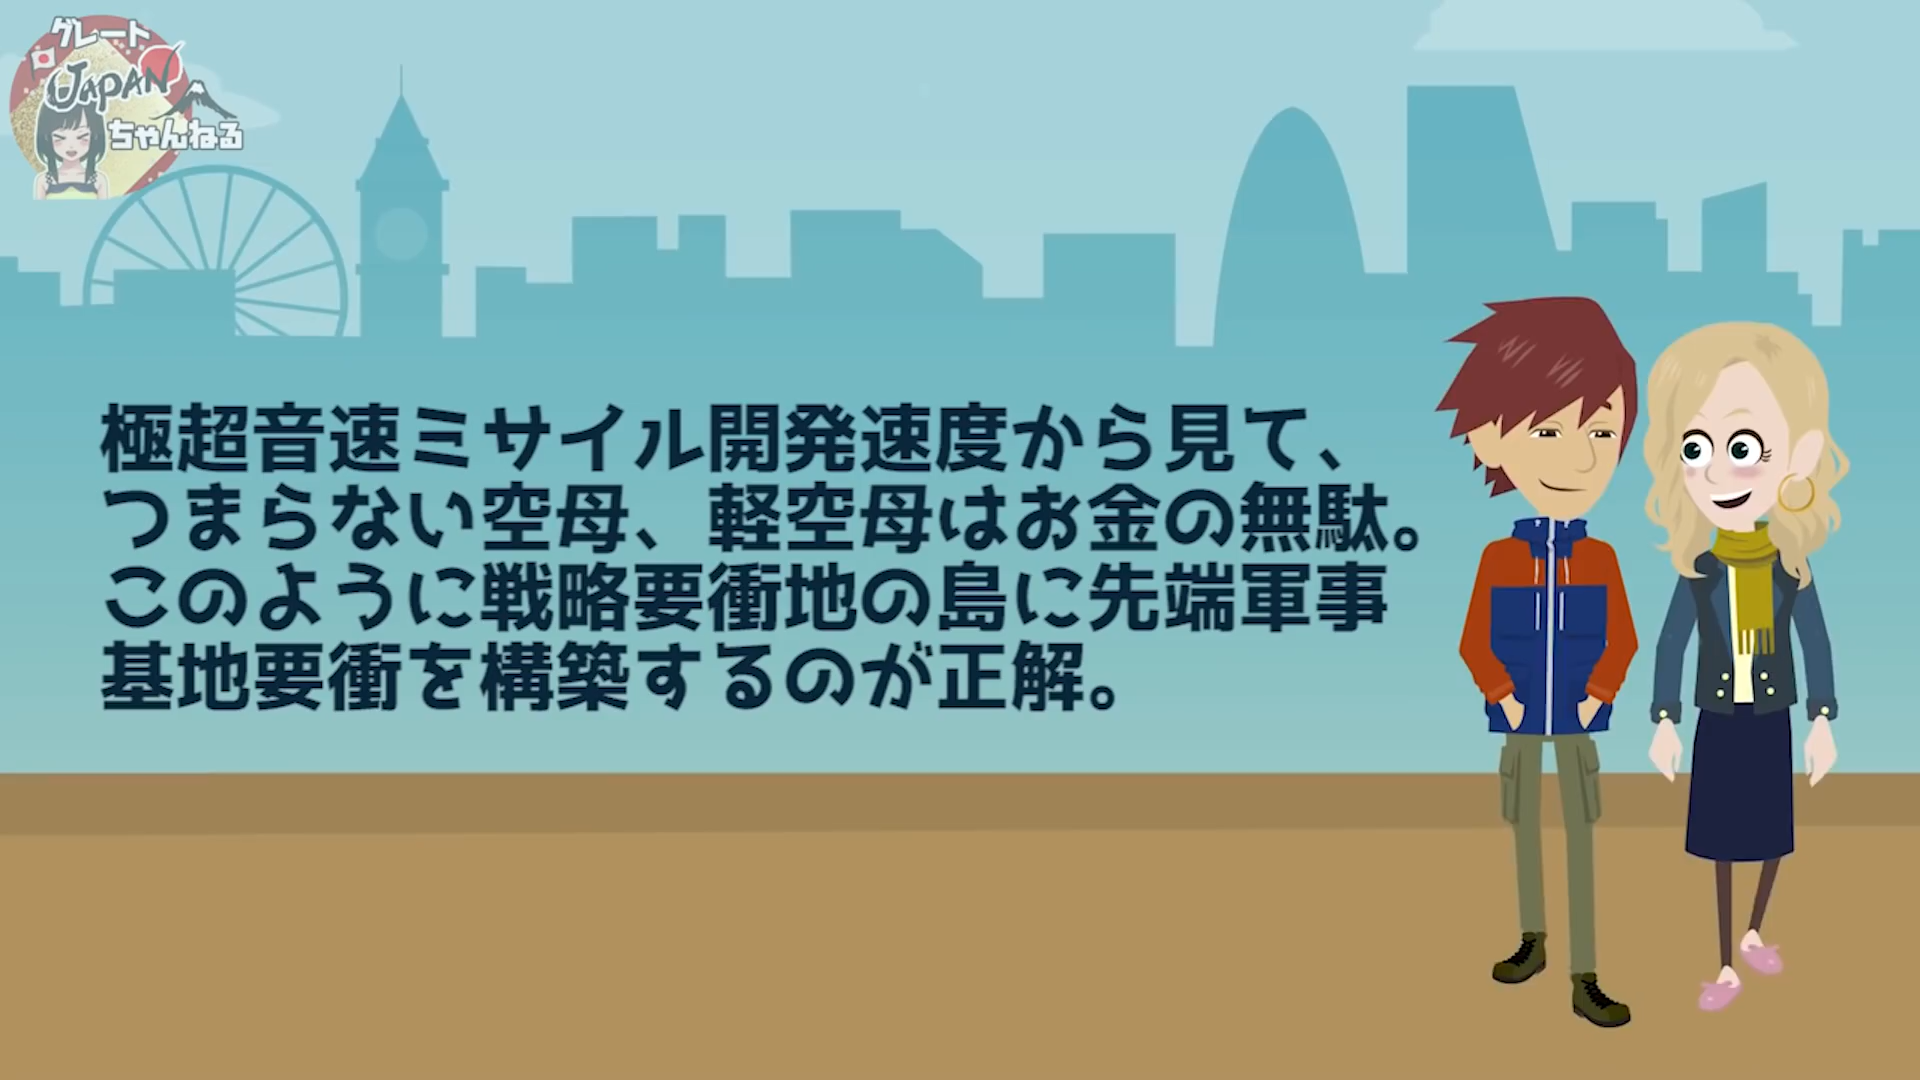 グレート
JAPAN
ちゃんねる
極超音速ミサイル開発速度から見て、
つまらない空母、軽空母はお金の無駄。
このように戦略要衝地の島に先端軍事
基地要衝を構築するのが正解。